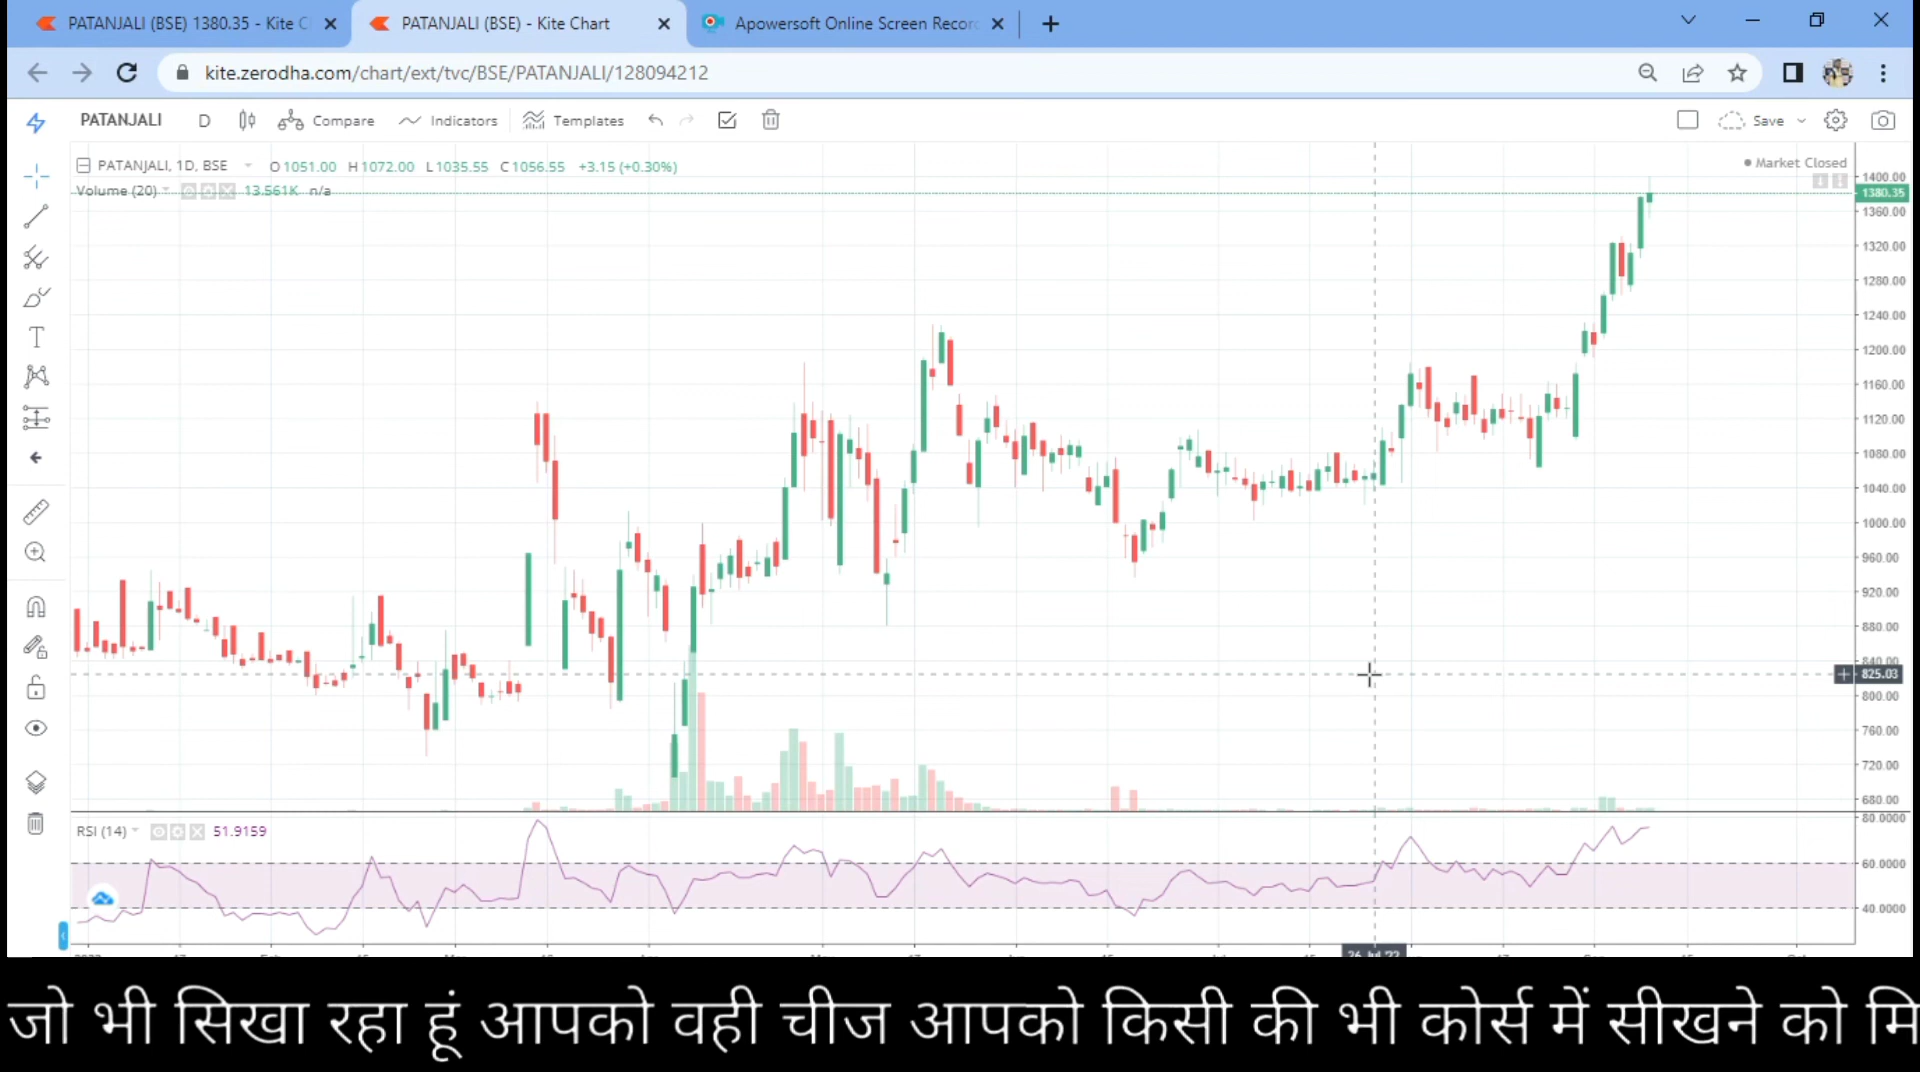 PATANJALI (BSE) 1380.35 - Kite C
PATANJALI (BSE) - Kite Chart
Apowersoft Online Screen Recor
kite.zerodha.com/chart/ext/tvc/BSE/PATANJALI/128094212
PATANJALI D Compare Indicators Templates Save
PATANJALI, 1D, BSE O 1051.00 H 1072.00 L 1035.55 C 1056.55 +3.15 (+0.30%)
Market Closed
Volume (20) 13.561K n/a
1400.00
1380.35
1360.00
1320.00
1280.00
1240.00
1200.00
1160.00
1120.00
1080.00
1040.00
1000.00
960.00
920.00
880.00
840.00
825.03
800.00
760.00
720.00
680.00
RSI (14) 51.9159
80.0000
60.0000
40.0000
26 Jul '22
जो भी सिखा रहा हूं आपको वही चीज आपको किसी की भी कोर्स में सीखने को मि